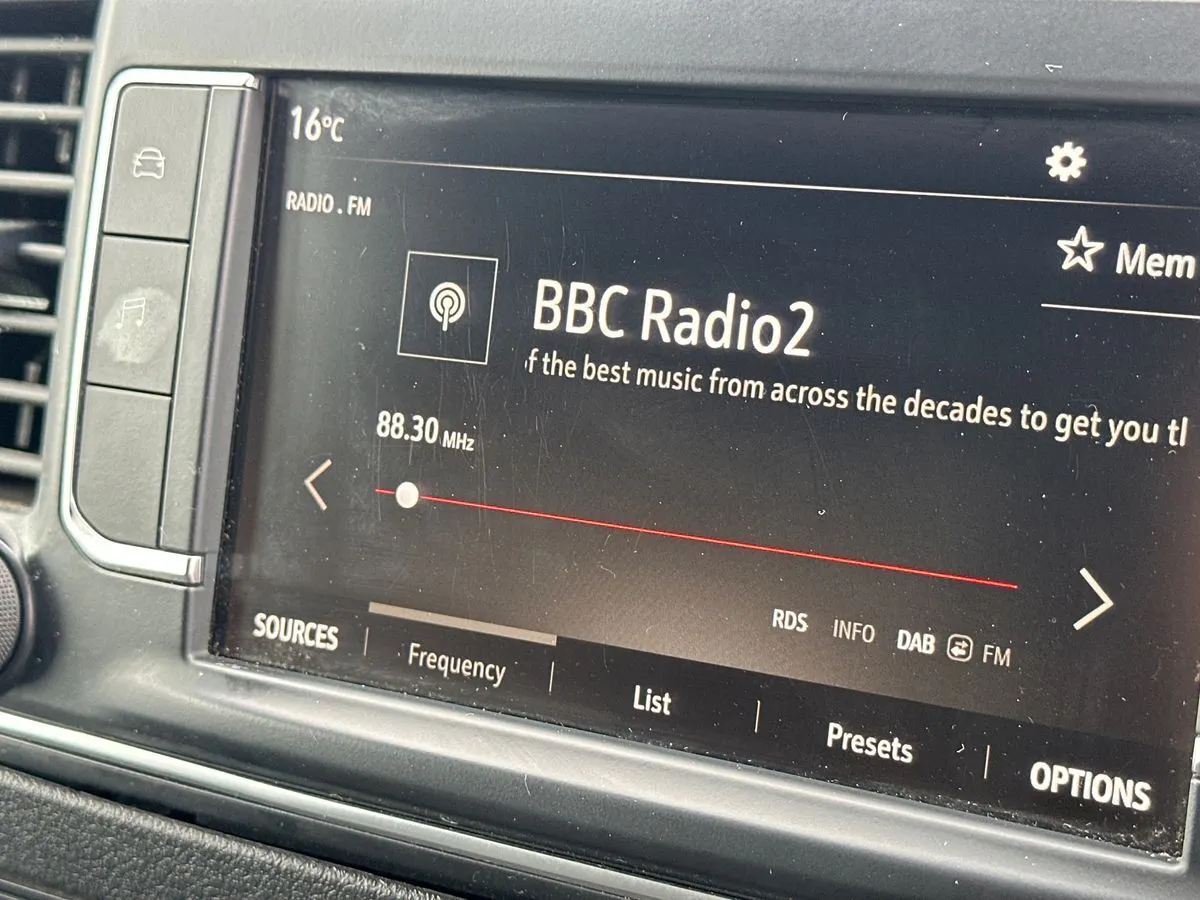 16°C
RADIO . FM
Mem
BBC Radio2
f the best music from across the decades to get you
88.30 MHz
RDS INFO DAB FM
SOURCES Frequency List Presets OPTIONS